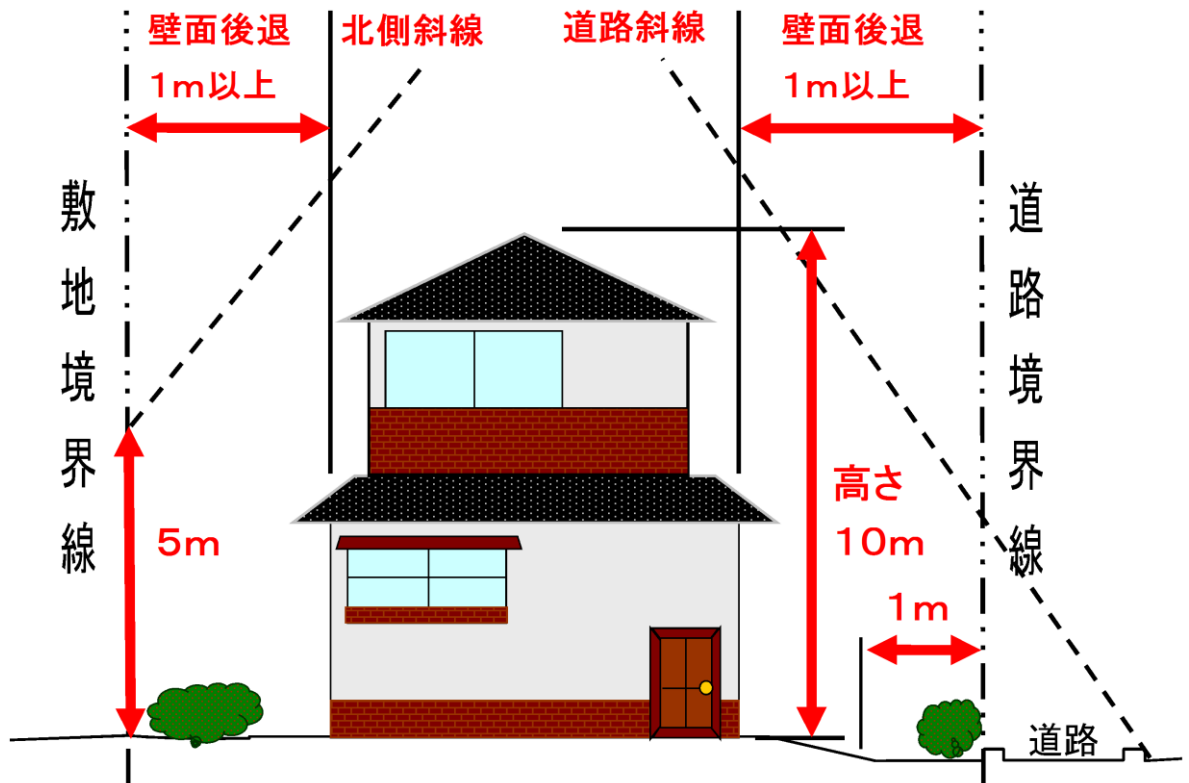 壁面後退
1m以上
北側斜線
道路斜線
壁面後退
1m以上
敷地境界線
道路境界線
5m
高さ
10m
1m
道路